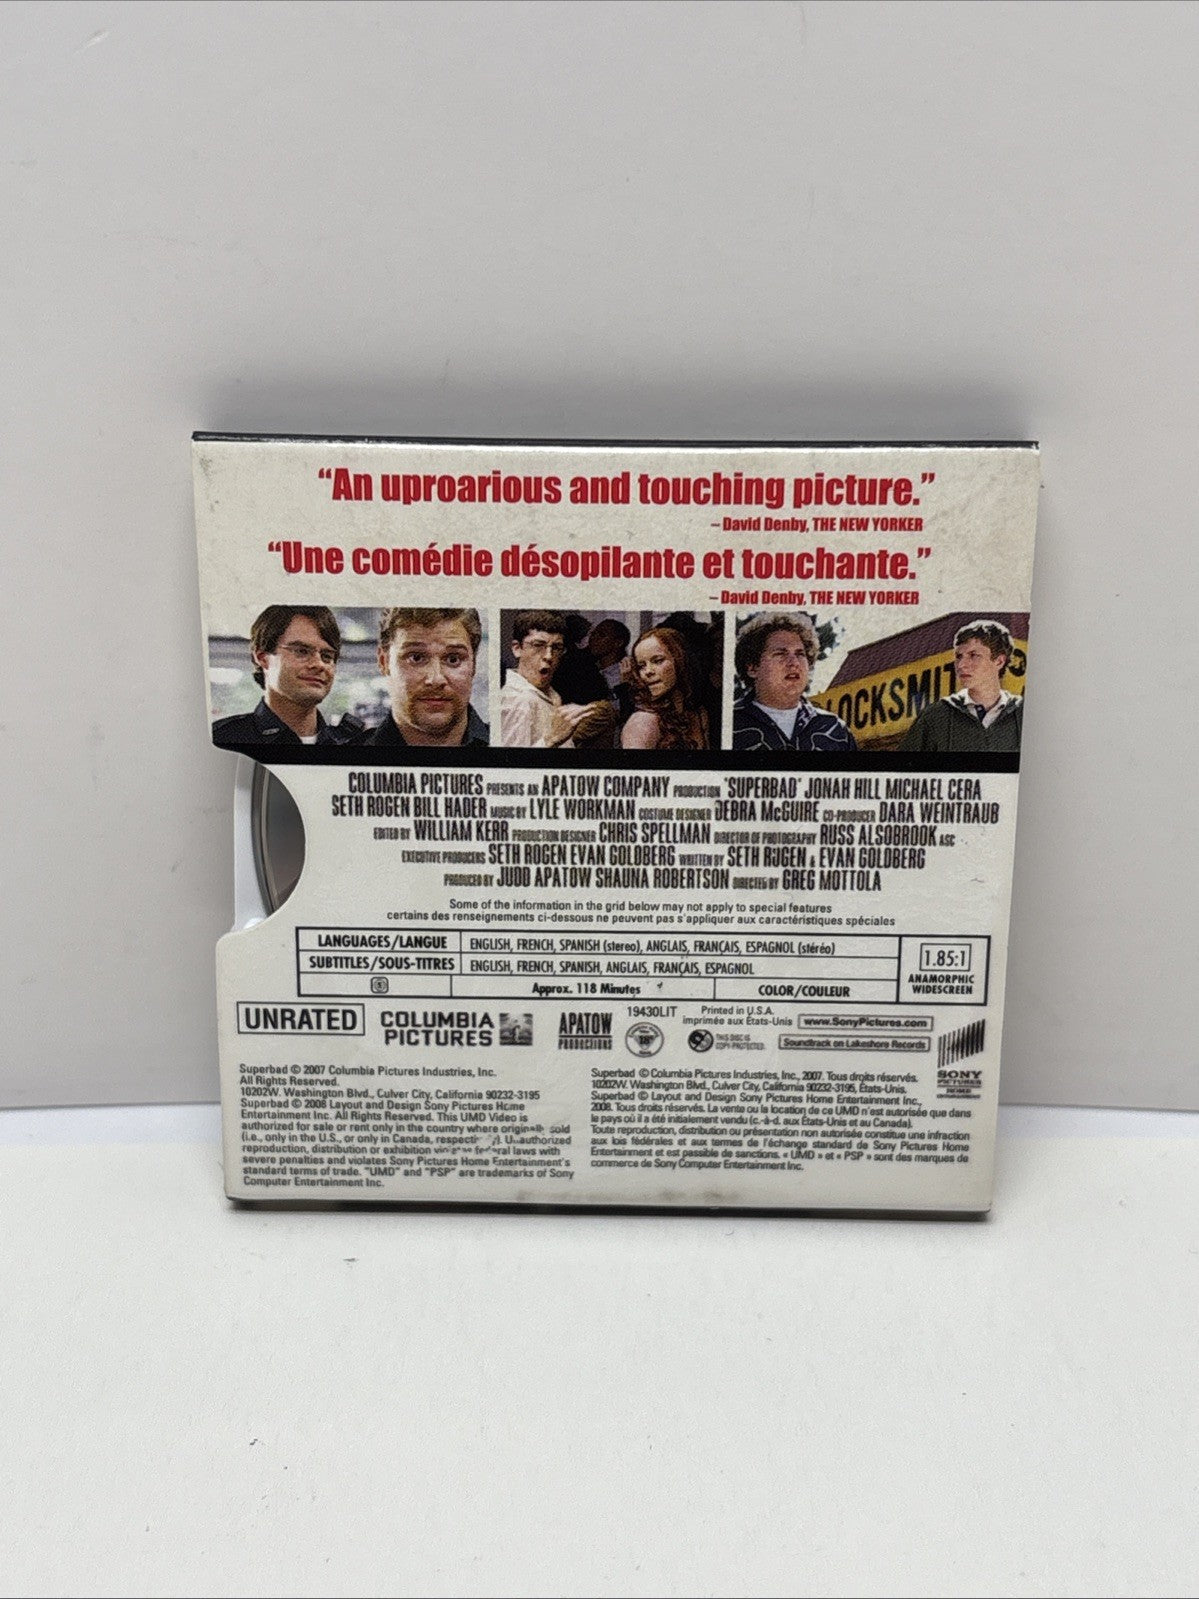 “An uproarious and touching picture.”
– David Denby, THE NEW YORKER
“Une comédie désopilante et touchante.”
– David Denby, THE NEW YORKER
LOCKSMIT
COLUMBIA PICTURES PRESENTS AN APATOW COMPANY PRODUCTION "SUPERBAD" JONAH HILL MICHAEL CERA
SETH ROGEN BILL HADER MUSIC BY LYLE WORKMAN COSTUME DESIGNER DEBRA McGUIRE CO-PRODUCER DARA WEINTRAUB
EDITED BY WILLIAM KERR PRODUCTION DESIGNER CHRIS SPELLMAN DIRECTOR OF PHOTOGRAPHY RUSS ALSOBROOK ASC
EXECUTIVE PRODUCERS SETH ROGEN EVAN GOLDBERG WRITTEN BY SETH ROGEN & EVAN GOLDBERG
PRODUCED BY JUDD APATOW SHAUNA ROBERTSON DIRECTED BY GREG MOTTOLA
Some of the information in the grid below may not apply to special features
certains des renseignements ci-dessous ne peuvent pas s'appliquer aux caractéristiques spéciales
LANGUAGES/LANGUE ENGLISH, FRENCH, SPANISH (stereo), ANGLAIS, FRANÇAIS, ESPAGNOL (stéréo)
SUBTITLES/SOUS-TITRES ENGLISH, FRENCH, SPANISH, ANGLAIS, FRANÇAIS, ESPAGNOL
1.85:1
ANAMORPHIC
WIDESCREEN
Approx. 118 Minutes COLOR/COULEUR
UNRATED
COLUMBIA
PICTURES
APATOW
PRODUCTIONS
19430LIT
18
Printed in U.S.A.
imprimée aux États-Unis
www.SonyPictures.com
THIS DISC IS
COPY-PROTECTED.
Soundtrack on Lakeshore Records
SONY
PICTURES
HOME
ENTERTAINMENT
Superbad © 2007 Columbia Pictures Industries, Inc.
All Rights Reserved.
10202W. Washington Blvd., Culver City, California 90232-3195
Superbad © 2008 Layout and Design Sony Pictures Home
Entertainment Inc. All Rights Reserved. This UMD Video is
authorized for sale or rent only in the country where originally sold
(i.e., only in the U.S., or only in Canada, Unauthorized
reproduction, distribution or exhibition federal laws with
severe penalties and violates Sony Pictures Home Entertainment's
standard terms of trade. "UMD" and "PSP" are trademarks of Sony
Computer Entertainment Inc.
Superbad © Columbia Pictures Industries, Inc., 2007. Tous droits réservés.
10202W. Washington Blvd., Culver City, California 90232-3195, États-Unis.
Superbad © Layout and Design Sony Pictures Home Entertainment Inc.,
2008. Tous droits réservés. La vente ou la location de ce UMD n'est autorisée que dans
le pays où il a été initialement vendu (c.-à-d. aux États-Unis et au Canada).
Toute reproduction, distribution ou présentation non autorisée constitue une infraction
aux lois fédérales et aux termes de l'échange standard de Sony Pictures Home
Entertainment et est passible de sanctions. « UMD » et « PSP » sont des marques de
commerce de Sony Computer Entertainment Inc.